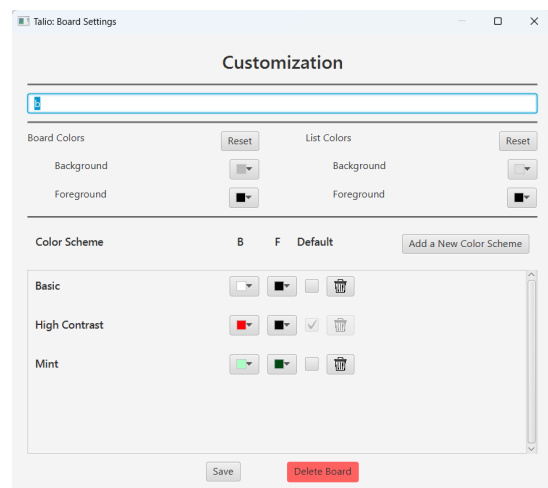 Talio: Board Settings
Customization
b
Board Colors Reset List Colors Reset
Background Background
Foreground Foreground
Color Scheme B F Default Add a New Color Scheme
Basic
High Contrast
Mint
Save Delete Board